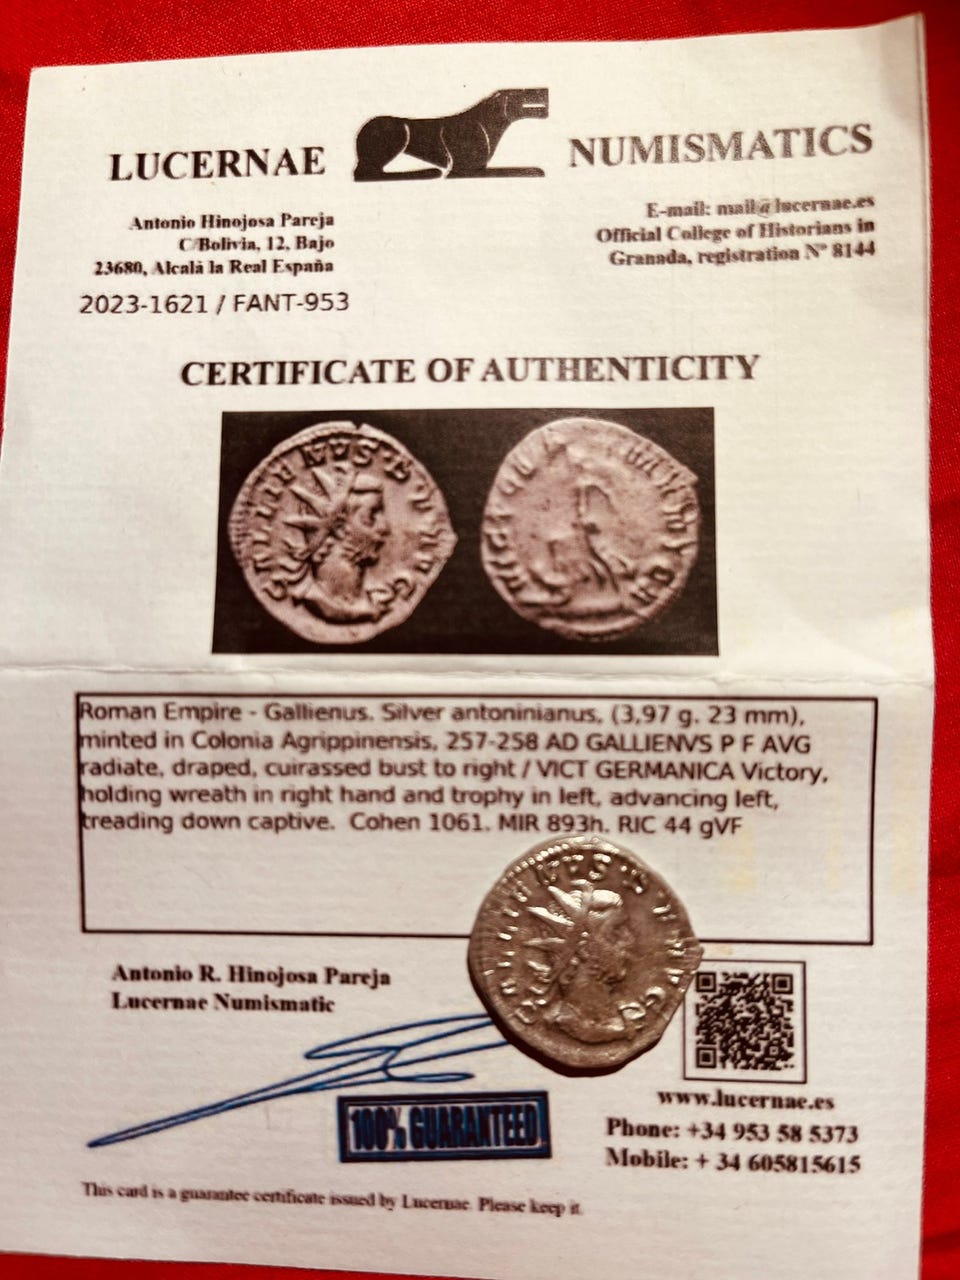 LUCERNAE NUMISMATICS
Antonio Hinojosa Pareja
C/Bolivia, 12, Bajo
23680, Alcalá la Real España
E-mail: mail@lucernae.es
Official College of Historians in
Granada, registration Nº 8144
2023-1621 / FANT-953
CERTIFICATE OF AUTHENTICITY
GALLIENVS P F AVG
Roman Empire - Gallienus. Silver antoninianus, (3,97 g. 23 mm),
minted in Colonia Agrippinensis, 257-258 AD GALLIENVS P F AVG
radiate, draped, cuirassed bust to right / VICT GERMANICA Victory,
holding wreath in right hand and trophy in left, advancing left,
treading down captive. Cohen 1061. MIR 893h. RIC 44 gVF
GALLIENVS P F AVG
Antonio R. Hinojosa Pareja
Lucernae Numismatic
100% GUARANTEED
www.lucernae.es
Phone: +34 953 58 5373
Mobile: + 34 605815615
This card is a guarantee certificate issued by Lucernae. Please keep it.